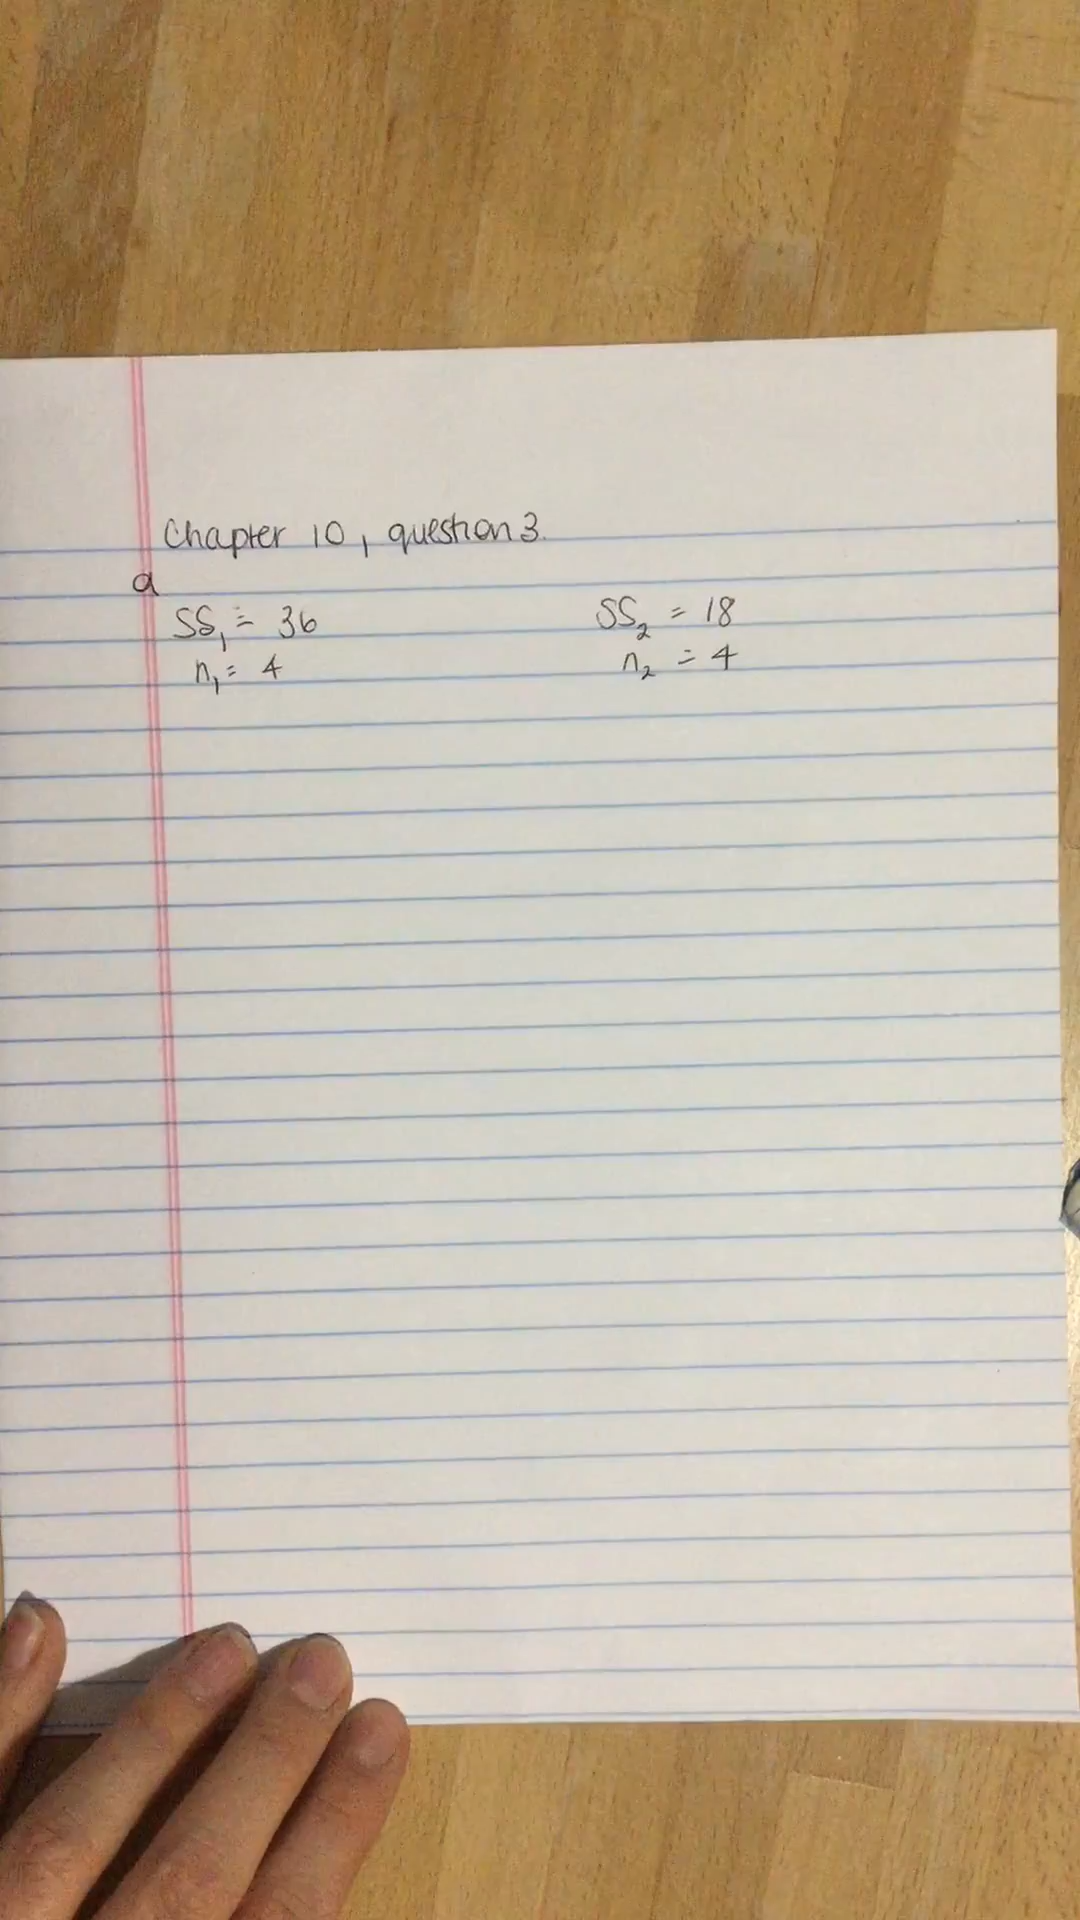 Chapter 10, question 3.
a
SS₁ = 36 SS₂ = 18
n₁ = 4 n₂ = 4